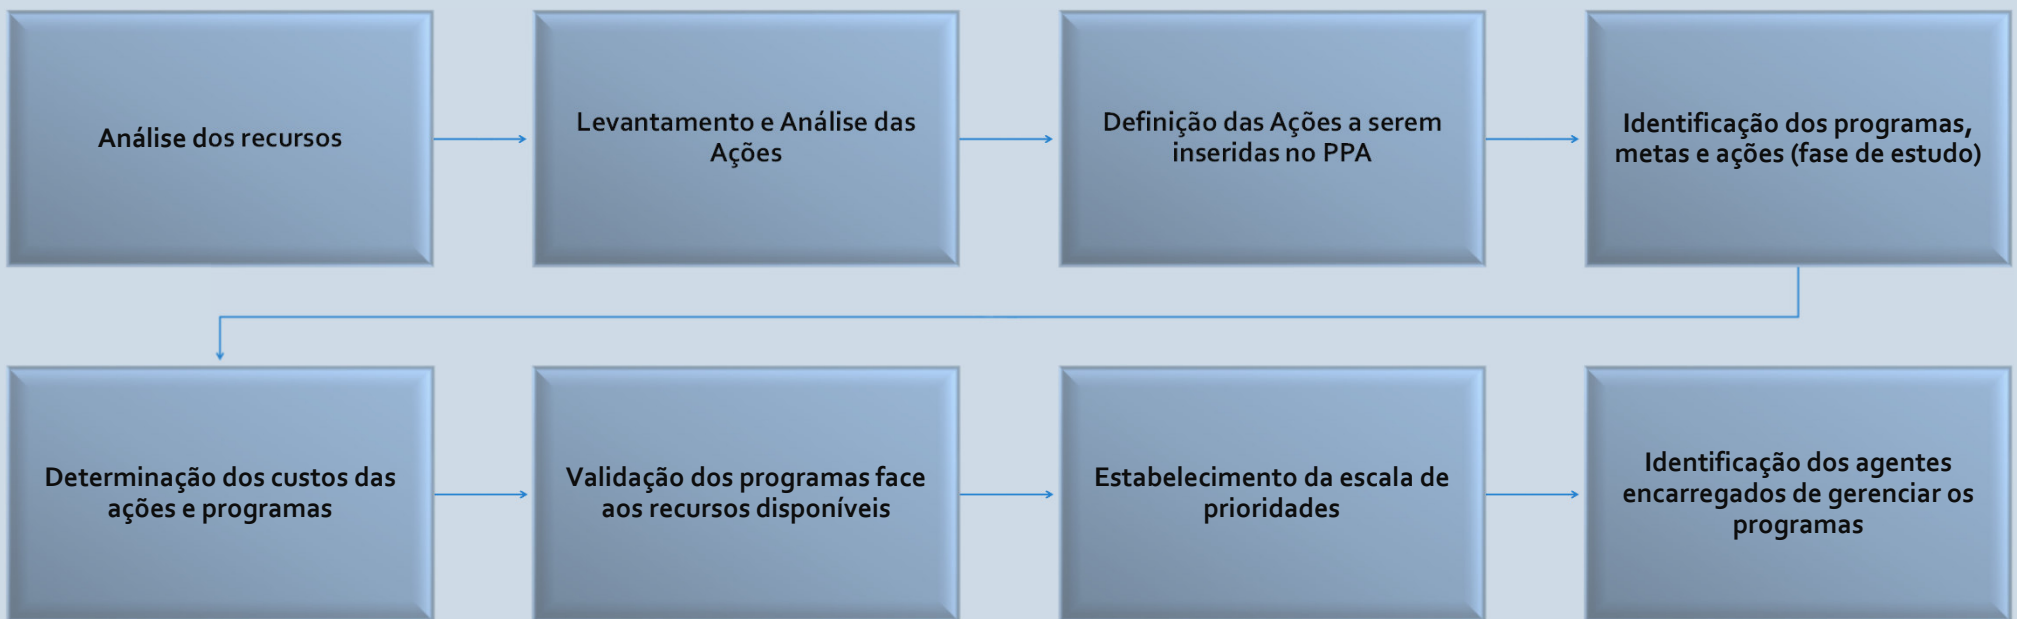 Análise dos recursos
Levantamento e Análise das
Ações
Definição das Ações a serem
inseridas no PPA
Identificação dos programas,
metas e ações (fase de estudo)
Determinação dos custos das
ações e programas
Validação dos programas face
aos recursos disponíveis
Estabelecimento da escala de
prioridades
Identificação dos agentes
encarregados de gerenciar os
programas